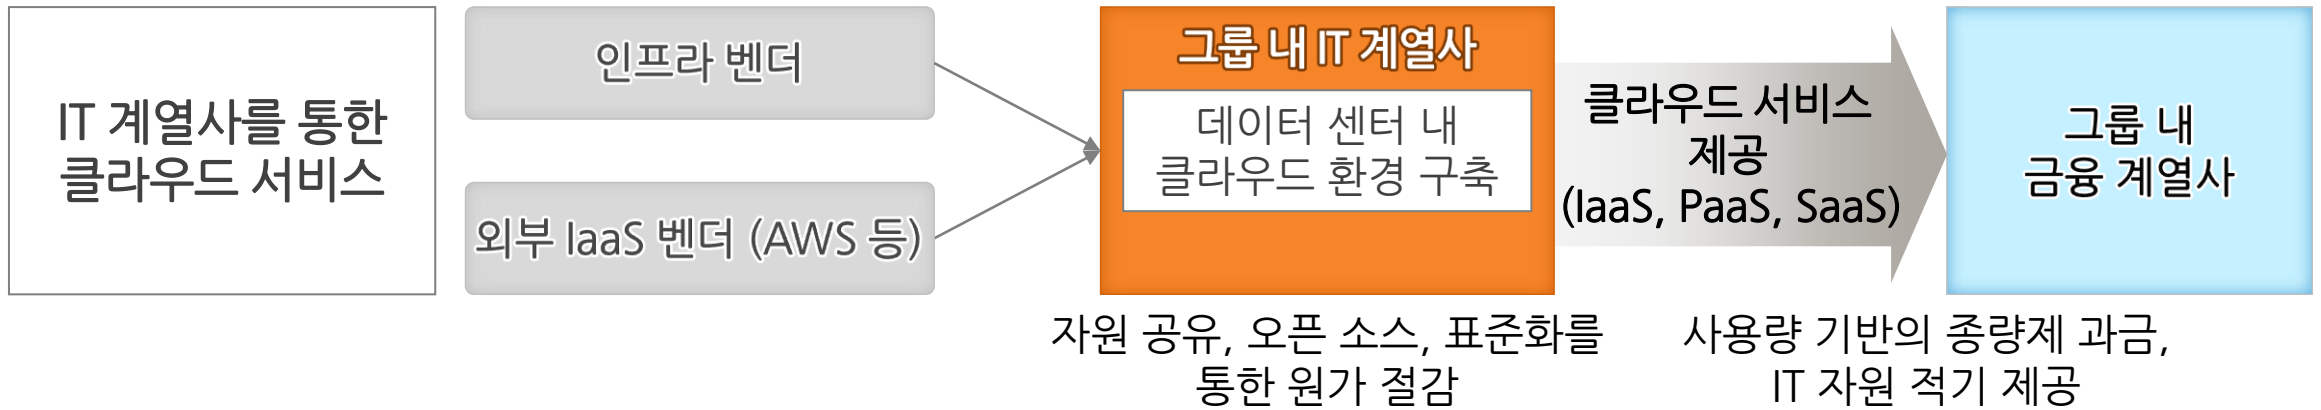 IT 계열사를 통한
클라우드 서비스
인프라 벤더
외부 IaaS 벤더 (AWS 등)
그룹 내 IT 계열사
데이터 센터 내
클라우드 환경 구축
클라우드 서비스
제공
(IaaS, PaaS, SaaS)
그룹 내
금융 계열사
자원 공유, 오픈 소스, 표준화를
통한 원가 절감
사용량 기반의 종량제 과금,
IT 자원 적기 제공